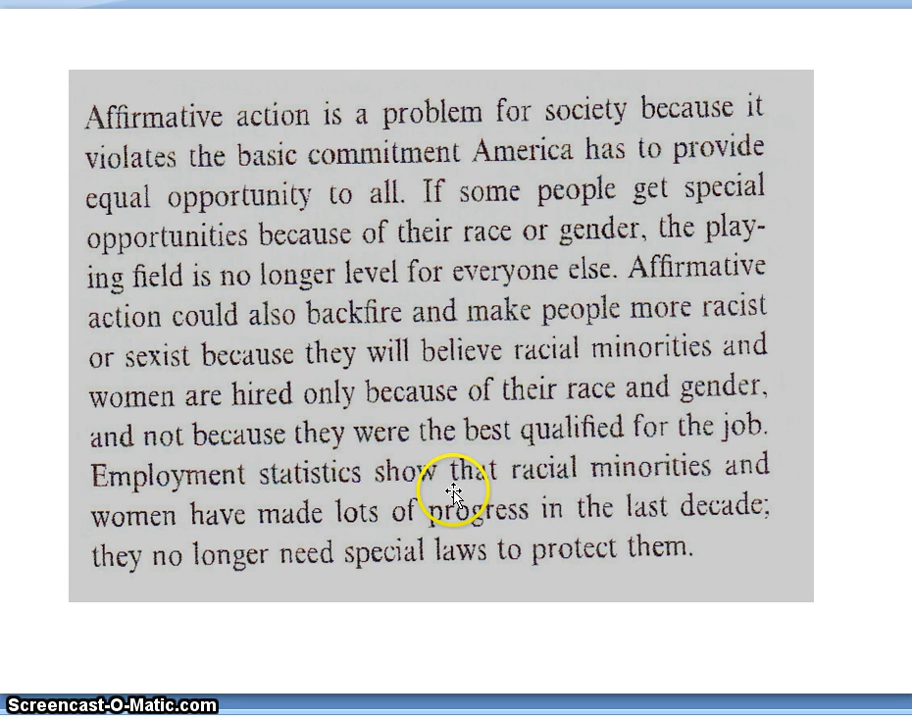 Affirmative action is a problem for society because it
violates the basic commitment America has to provide
equal opportunity to all. If some people get special
opportunities because of their race or gender, the play-
ing field is no longer level for everyone else. Affirmative
action could also backfire and make people more racist
or sexist because they will believe racial minorities and
women are hired only because of their race and gender,
and not because they were the best qualified for the job.
Employment statistics show that racial minorities and
women have made lots of progress in the last decade;
they no longer need special laws to protect them.
Screencast-O-Matic.com